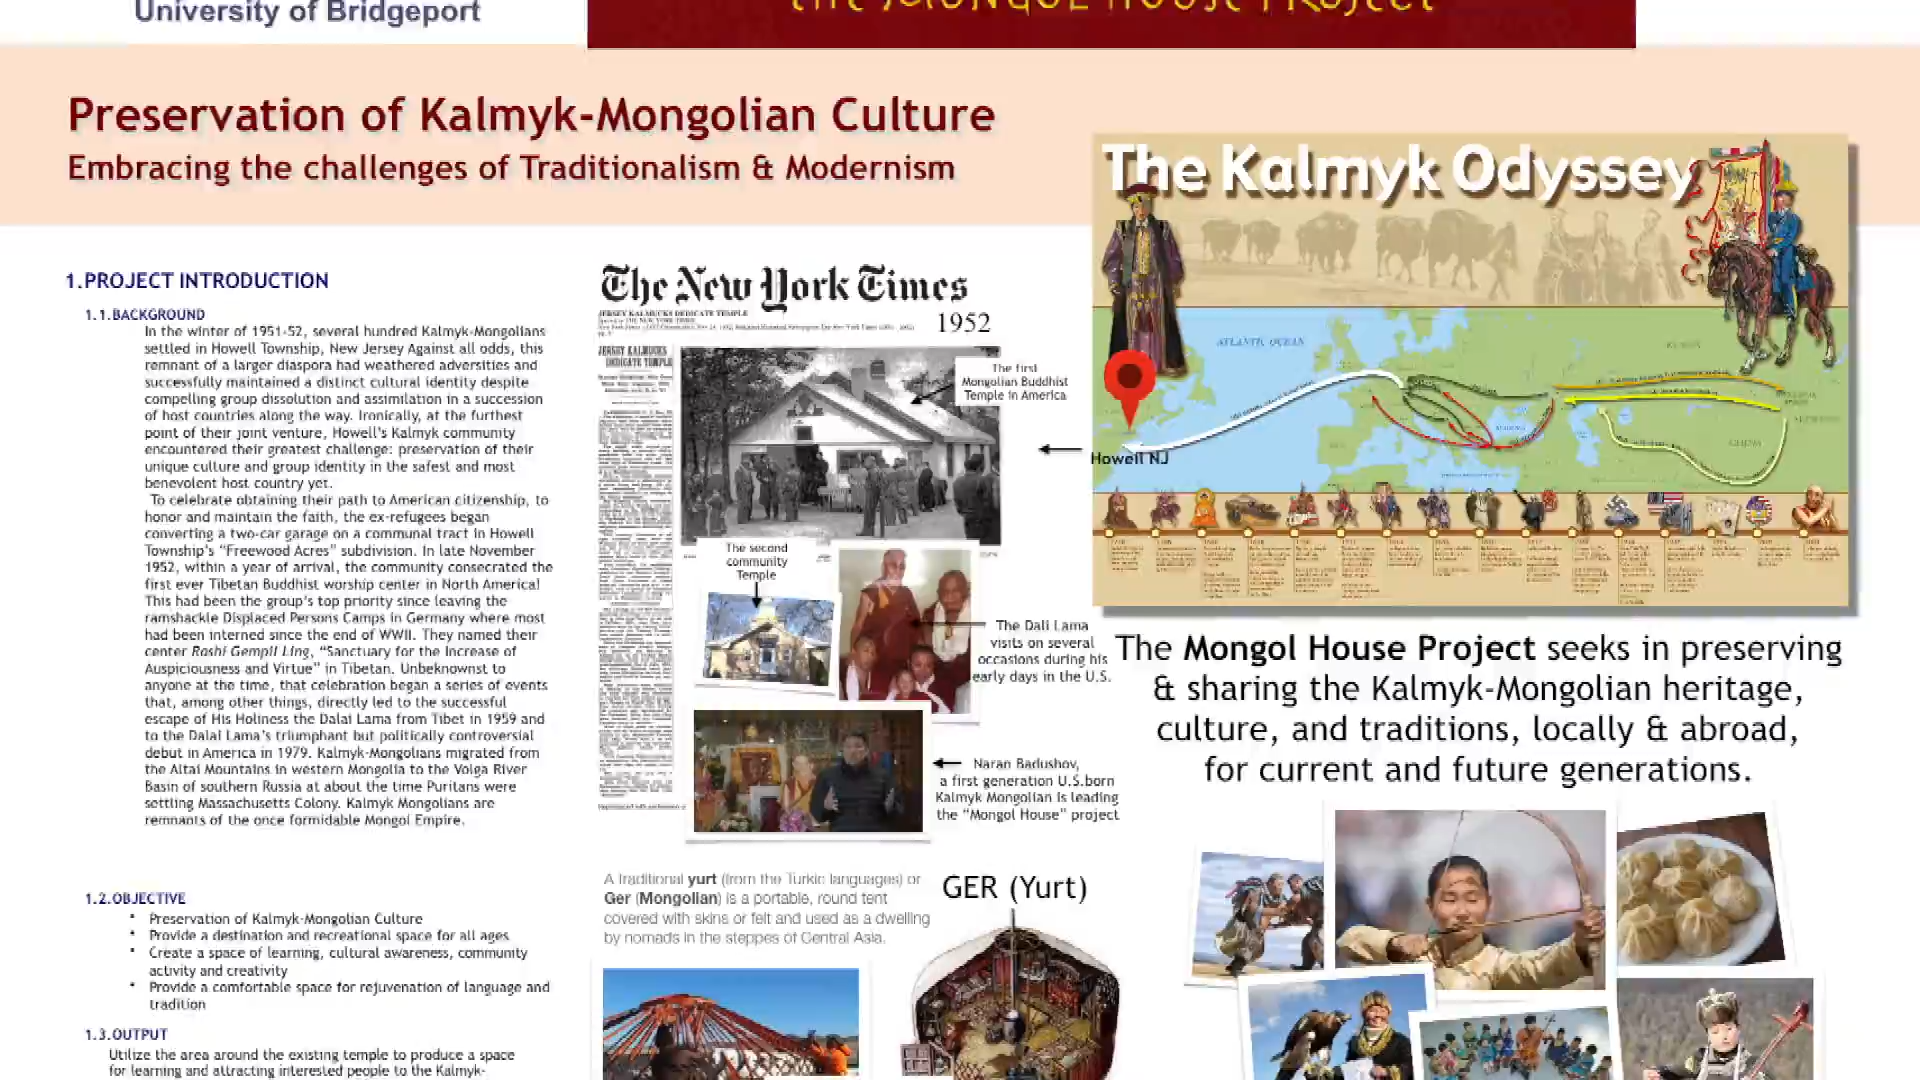 University of Bridgeport
THE MONGOL HOUSE PROJECT
Preservation of Kalmyk-Mongolian Culture
Embracing the challenges of Traditionalism & Modernism
1.PROJECT INTRODUCTION
1.1.BACKGROUND
In the winter of 1951-52, several hundred Kalmyk-Mongolians
settled in Howell Township, New Jersey Against all odds, this
remnant of a larger diaspora had weathered adversities and
successfully maintained a distinct cultural identity despite
compelling group dissolution and assimilation in a succession
of host countries along the way. Ironically, at the furthest
point of their joint venture, Howell's Kalmyk community
encountered their greatest challenge: preservation of their
unique culture and group identity in the safest and most
benevolent host country yet.
To celebrate obtaining their path to American citizenship, to
honor and maintain the faith, the ex-refugees began
converting a two-car garage on a communal tract in Howell
Township's “Freewood Acres” subdivision. In late November
1952, within a year of arrival, the community consecrated the
first ever Tibetan Buddhist worship center in North America!
This had been the group's top priority since leaving the
ramshackle Displaced Persons Camps in Germany where most
had been interned since the end of WWII. They named their
center Rashi Gempil Ling, “Sanctuary for the Increase of
Auspiciousness and Virtue” in Tibetan. Unbeknownst to
anyone at the time, that celebration began a series of events
that, among other things, directly led to the successful
escape of His Holiness the Dalai Lama from Tibet in 1959 and
to the Dalai Lama's triumphant but politically controversial
debut in America in 1979. Kalmyk-Mongolians migrated from
the Altai Mountains in western Mongolia to the Volga River
Basin of southern Russia at about the time Puritans were
settling Massachusetts Colony. Kalmyk Mongolians are
remnants of the once formidable Mongol Empire.
1.2.OBJECTIVE
• Preservation of Kalmyk-Mongolian Culture
• Provide a destination and recreational space for all ages
• Create a space of learning, cultural awareness, community
activity and creativity
• Provide a comfortable space for rejuvenation of language and
tradition
1.3.OUTPUT
Utilize the area around the existing temple to produce a space
for learning and attracting interested people to the Kalmyk-
The New York Times
JERSEY KALMUCKS DEDICATE TEMPLE
1952
JERSEY KALMUCKS
DEDICATE TEMPLE
The first
Mongolian Buddhist
Temple in America
The second
community
Temple
The Dali Lama
visits on several
occasions during his
early days in the U.S.
Naran Badushov,
a first generation U.S.born
Kalmyk Mongolian is leading
the “Mongol House” project
A traditional yurt (from the Turkic languages) or
Ger (Mongolian) is a portable, round tent
covered with skins or felt and used as a dwelling
by nomads in the steppes of Central Asia.
GER (Yurt)
The Kalmyk Odyssey
ATLANTIC OCEAN
Howell NJ
The Mongol House Project seeks in preserving
& sharing the Kalmyk-Mongolian heritage,
culture, and traditions, locally & abroad,
for current and future generations.